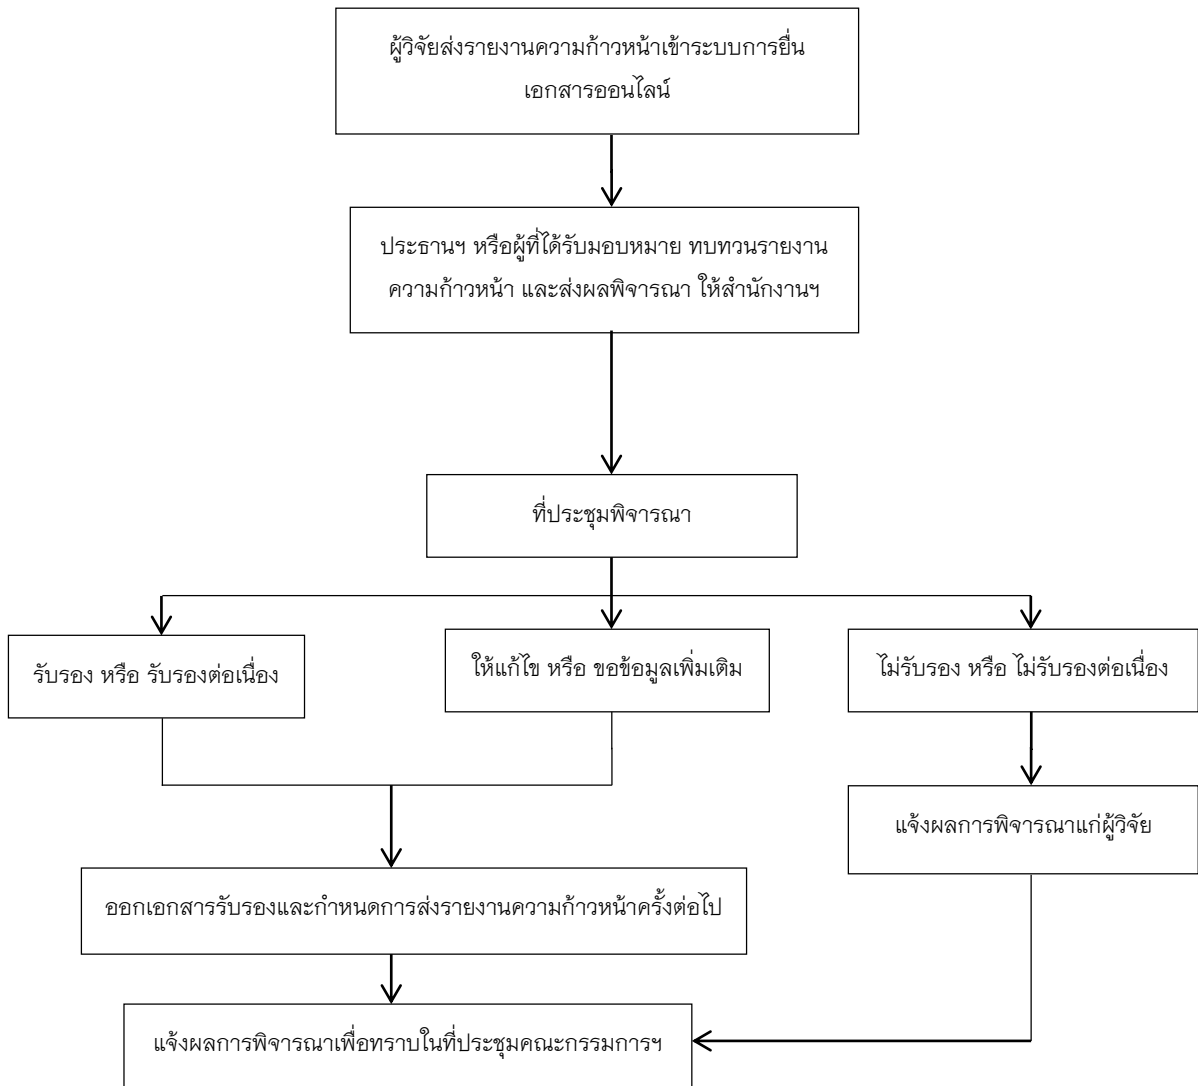 ผู้วิจัยส่งรายงานความก้าวหน้าเข้าระบบการยื่น
เอกสารออนไลน์
ประธานฯ หรือผู้ที่ได้รับมอบหมาย ทบทวนรายงาน
ความก้าวหน้า และส่งผลพิจารณา ให้สำนักงานฯ
ที่ประชุมพิจารณา
รับรอง หรือ รับรองต่อเนื่อง
ให้แก้ไข หรือ ขอข้อมูลเพิ่มเติม
ไม่รับรอง หรือ ไม่รับรองต่อเนื่อง
แจ้งผลการพิจารณาแก่ผู้วิจัย
ออกเอกสารรับรองและกำหนดการส่งรายงานความก้าวหน้าครั้งต่อไป
แจ้งผลการพิจารณาเพื่อทราบในที่ประชุมคณะกรรมการฯ